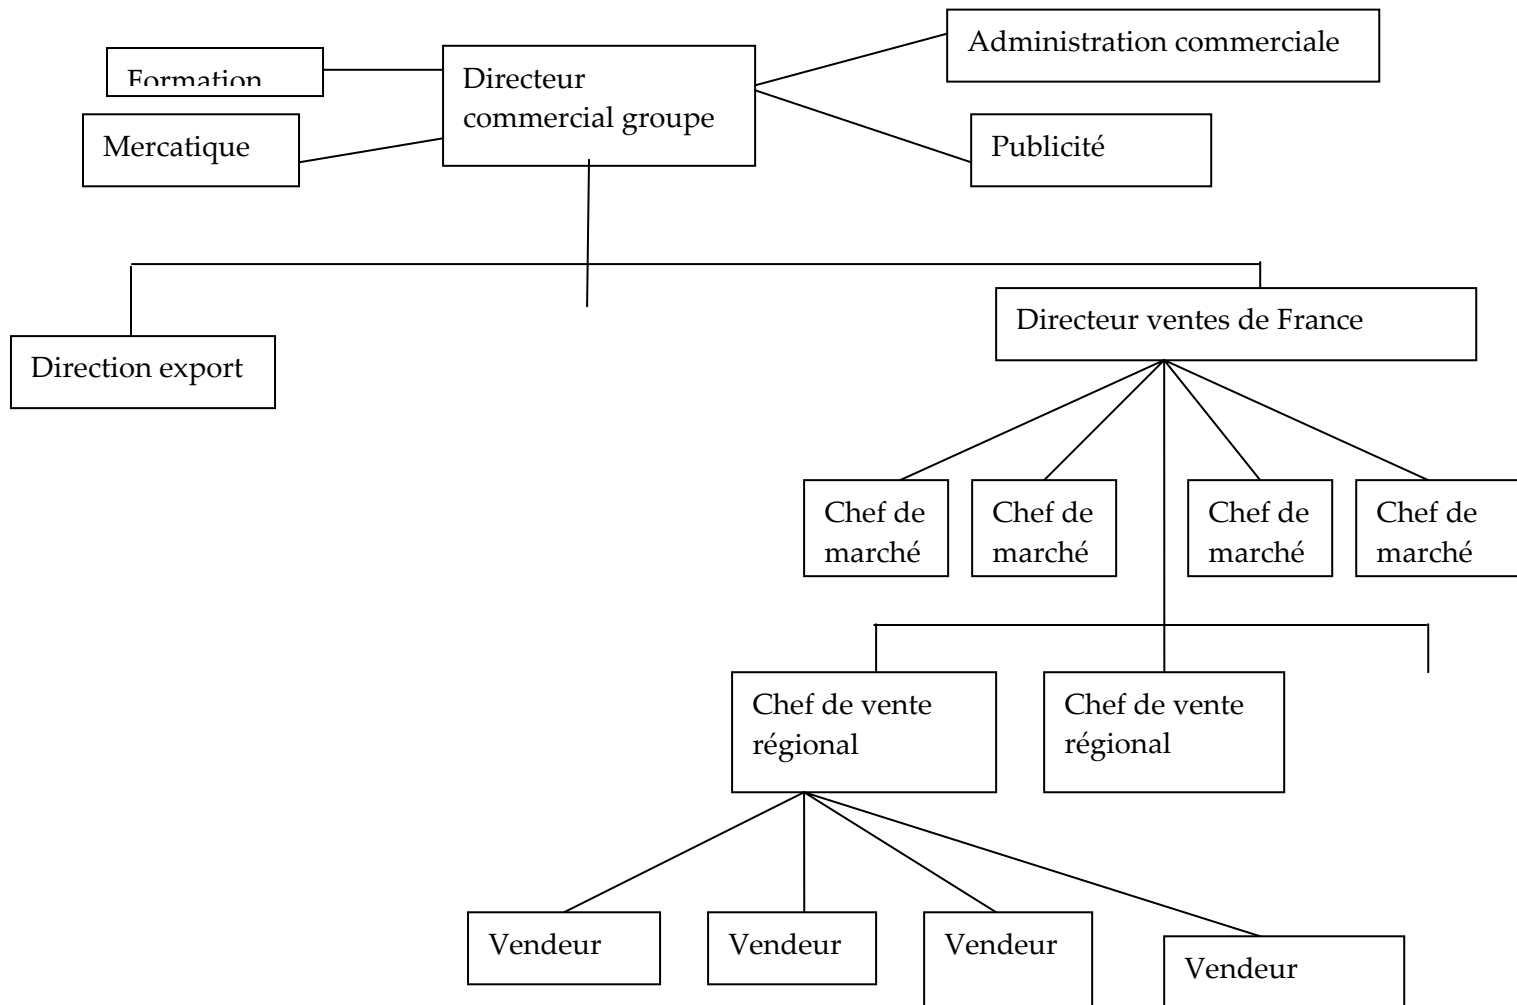 Formation
Directeur
commercial groupe
Administration commerciale
Mercatique
Publicité
Directeur ventes de France
Direction export
Chef de
marché
Chef de
marché
Chef de
marché
Chef de
marché
Chef de vente
régional
Chef de vente
régional
Vendeur
Vendeur
Vendeur
Vendeur